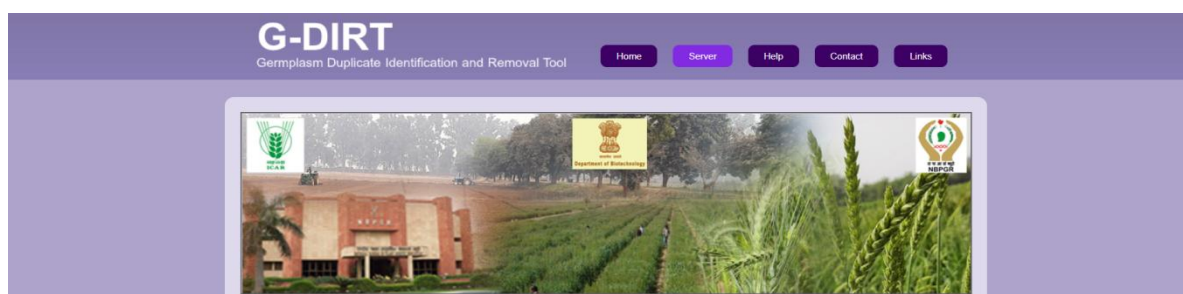 G-DIRT
Germplasm Duplicate Identification and Removal Tool
Home
Server
Help
Contact
Links
ICAR
Department of Biotechnology
NBPGR